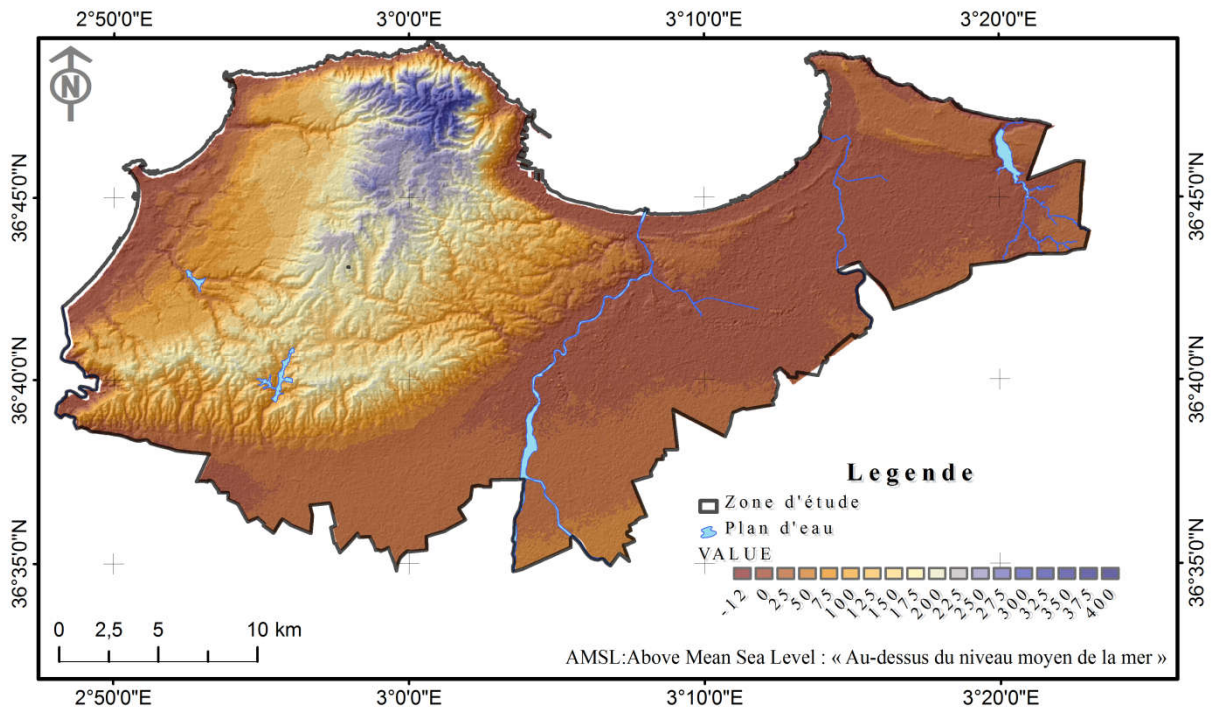 2°50'0"E 3°00'0"E 3°10'0"E 3°20'0"E
N
36°45'0"N 36°45'0"N
36°40'0"N 36°40'0"N
Legende
Zone d'étude
Plan d'eau
VALUE
36°35'0"N 36°35'0"N
-12 0 25 50 75 100 125 150 175 200 225 250 275 300 325 350 375 400
0 2,5 5 10 km
AMSL:Above Mean Sea Level : « Au-dessus du niveau moyen de la mer »
2°50'0"E 3°00'0"E 3°10'0"E 3°20'0"E